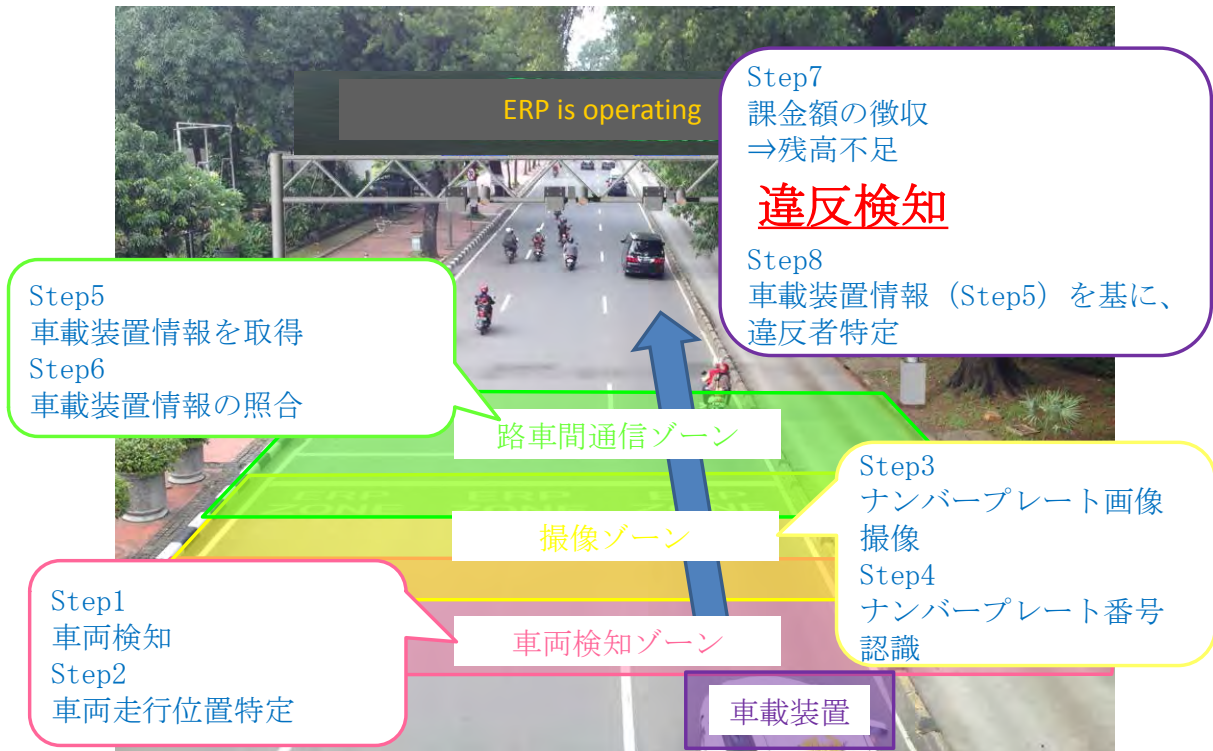 ERP is operating
Step7
課金額の徴収
⇒残高不足
違反検知
Step8
車載装置情報（Step5）を基に、
違反者特定
Step5
車載装置情報を取得
Step6
車載装置情報の照合
路車間通信ゾーン
Step3
ナンバープレート画像
撮像
Step4
ナンバープレート番号
認識
ERP ERP ERP
ZONE ZONE ZONE
撮像ゾーン
Step1
車両検知
Step2
車両走行位置特定
車両検知ゾーン
車載装置